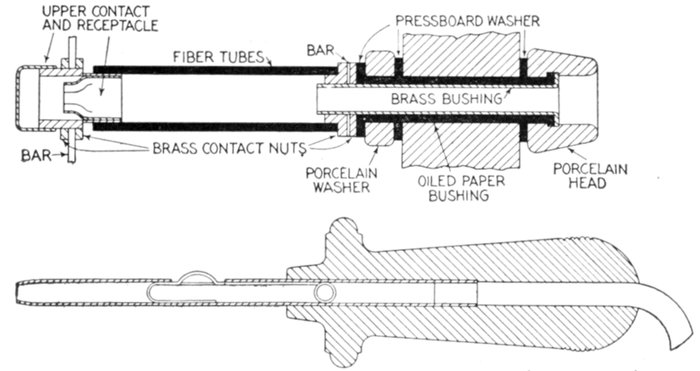 UPPER CONTACT
AND RECEPTACLE
FIBER TUBES
BAR
PRESSBOARD WASHER
BRASS BUSHING
BAR
BRASS CONTACT NUTS
PORCELAIN
WASHER
OILED PAPER
BUSHING
PORCELAIN
HEAD